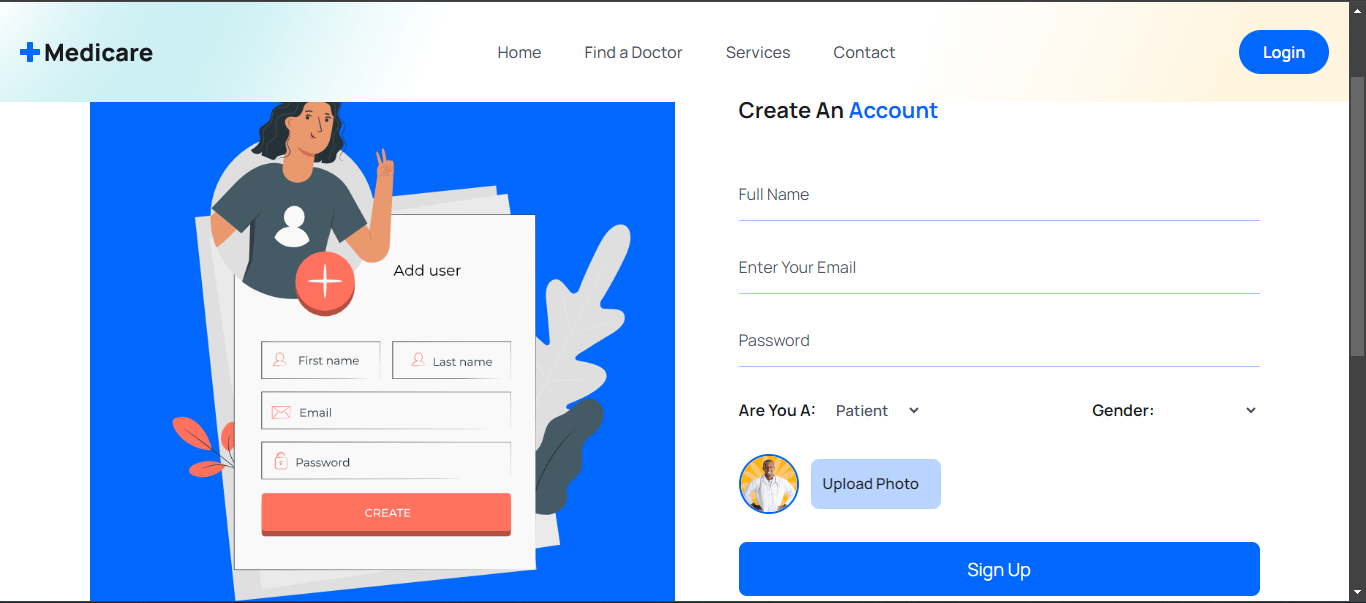 Medicare
Home Find a Doctor Services Contact
Login
Create An Account
Full Name
Enter Your Email
Password
Are You A: Patient
Gender:
Upload Photo
Sign Up
Add user
First name
Last name
Email
Password
CREATE